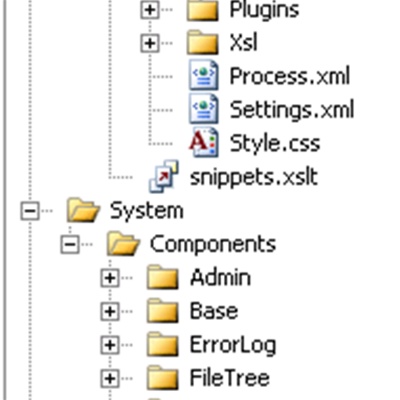 Plugins
Xsl
Process.xml
Settings.xml
Style.css
snippets.xslt
System
Components
Admin
Base
ErrorLog
FileTree